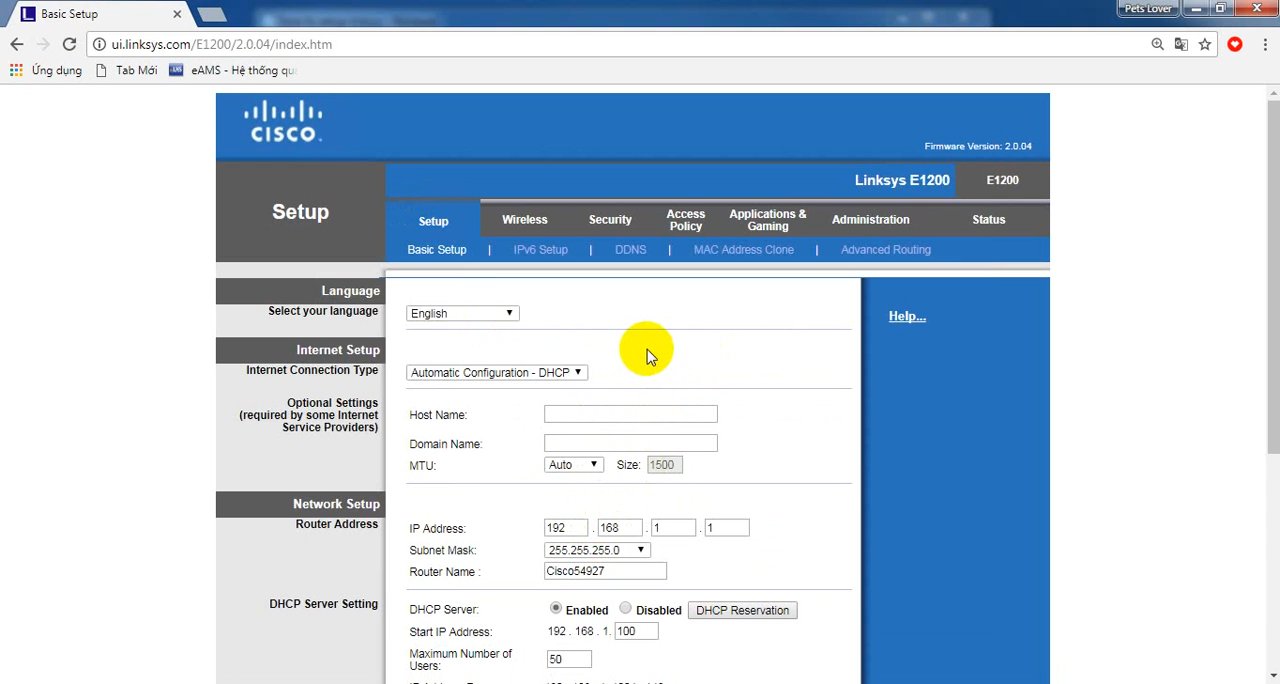 Basic Setup
Pets Lover
ui.linksys.com/E1200/2.0.04/index.htm
Ứng dụng
Tab Mới
eAMS - Hệ thống qu
CISCO.
Firmware Version: 2.0.04
Linksys E1200
E1200
Setup
Setup
Wireless
Security
Access Policy
Applications & Gaming
Administration
Status
Basic Setup | IPv6 Setup | DDNS | MAC Address Clone | Advanced Routing
Language
Select your language
English
Help...
Internet Setup
Internet Connection Type
Automatic Configuration - DHCP
Optional Settings
(required by some Internet
Service Providers)
Host Name:
Domain Name:
MTU: Auto Size: 1500
Network Setup
Router Address
IP Address: 192 . 168 . 1 . 1
Subnet Mask: 255.255.255.0
Router Name : Cisco54927
DHCP Server Setting
DHCP Server: Enabled Disabled DHCP Reservation
Start IP Address: 192 . 168 . 1. 100
Maximum Number of
Users: 50